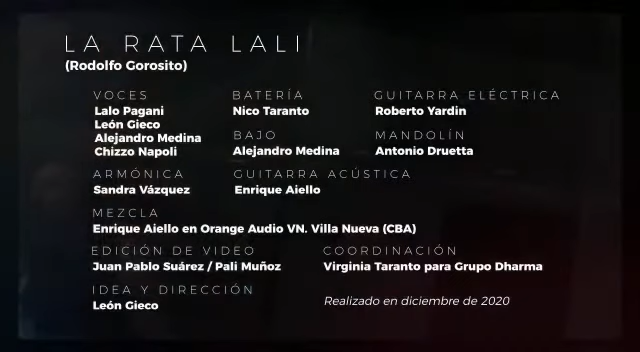 LA RATA LALI
(Rodolfo Gorosito)
VOCES
Lalo Pagani
León Gieco
Alejandro Medina
Chizzo Napoli
BATERÍA
Nico Taranto
GUITARRA ELÉCTRICA
Roberto Yardin
BAJO
Alejandro Medina
MANDOLÍN
Antonio Druetta
ARMÓNICA
Sandra Vázquez
GUITARRA ACÚSTICA
Enrique Aiello
MEZCLA
Enrique Aiello en Orange Audio VN. Villa Nueva (CBA)
EDICIÓN DE VIDEO
Juan Pablo Suárez / Pali Muñoz
COORDINACIÓN
Virginia Taranto para Grupo Dharma
IDEA Y DIRECCIÓN
León Gieco
Realizado en diciembre de 2020